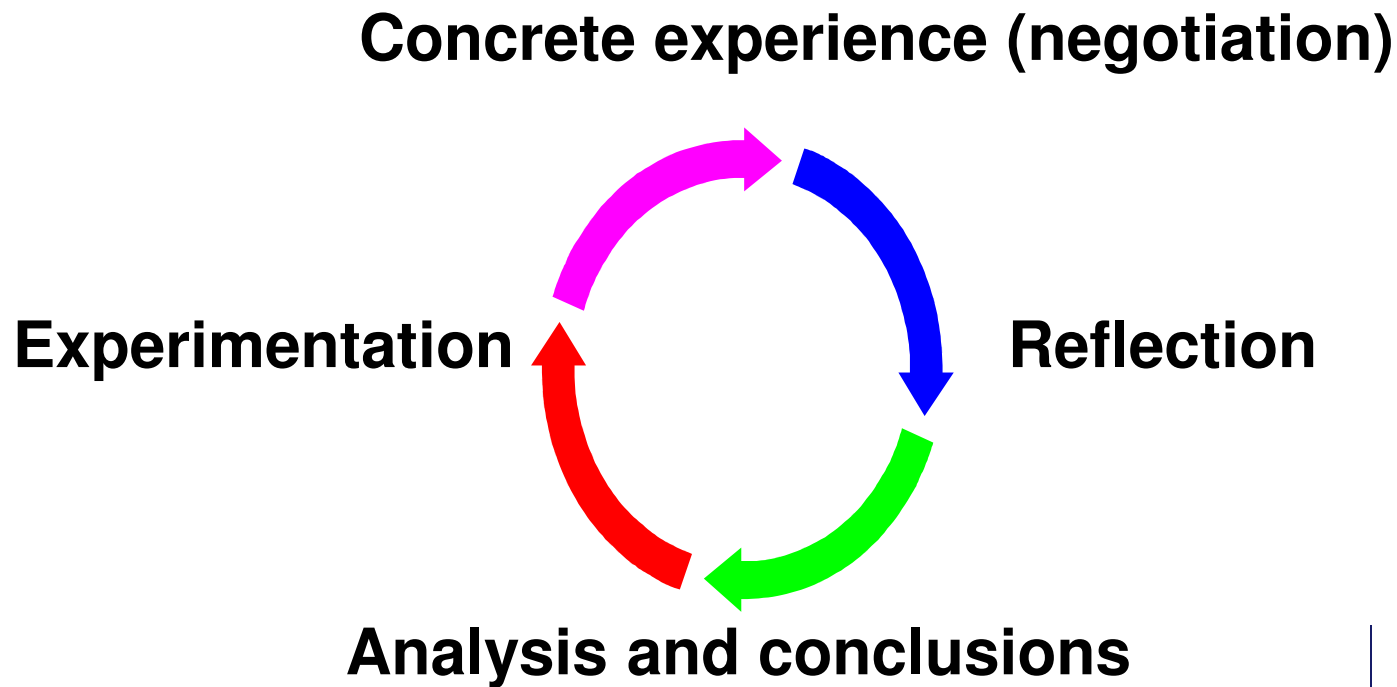 Concrete experience (negotiation)
Experimentation
Reflection
Analysis and conclusions